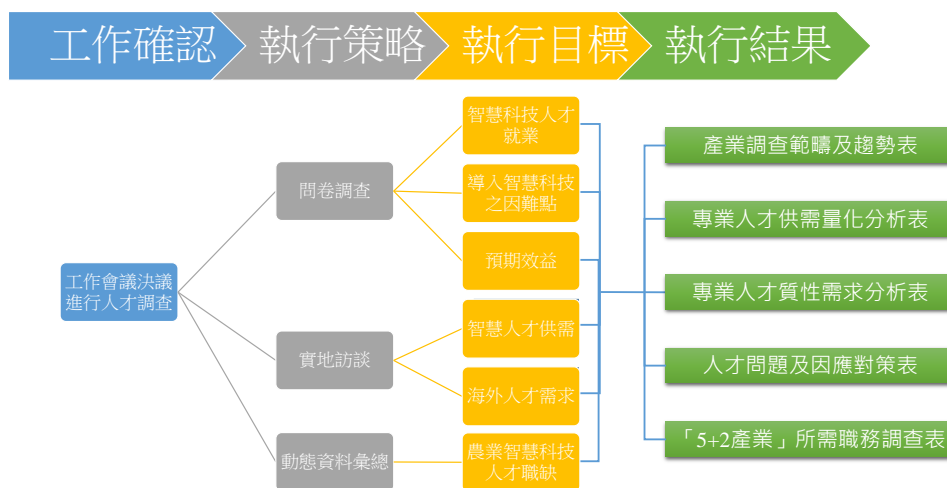 工作確認
執行策略
執行目標
執行結果
工作會議決議
進行人才調查
問卷調查
實地訪談
動態資料彙總
智慧科技人才
就業
導入智慧科技
之困難點
預期效益
智慧人才供需
海外人才需求
農業智慧科技
人才職缺
產業調查範疇及趨勢表
專業人才供需量化分析表
專業人才質性需求分析表
人才問題及因應對策表
「5+2產業」所需職務調查表